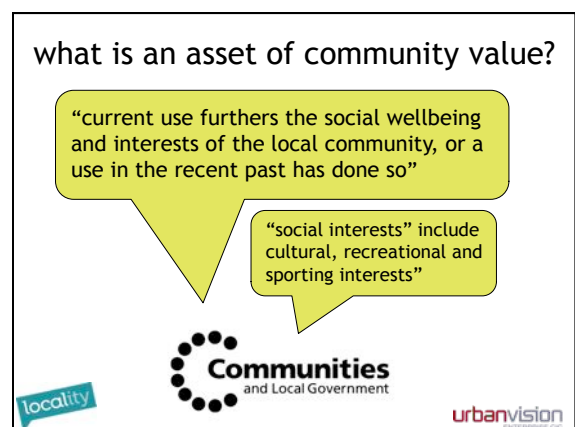 what is an asset of community value?
“current use furthers the social wellbeing
and interests of the local community, or a
use in the recent past has done so”
“social interests” include
cultural, recreational and
sporting interests”
Communities
and Local Government
locality
urbanvision